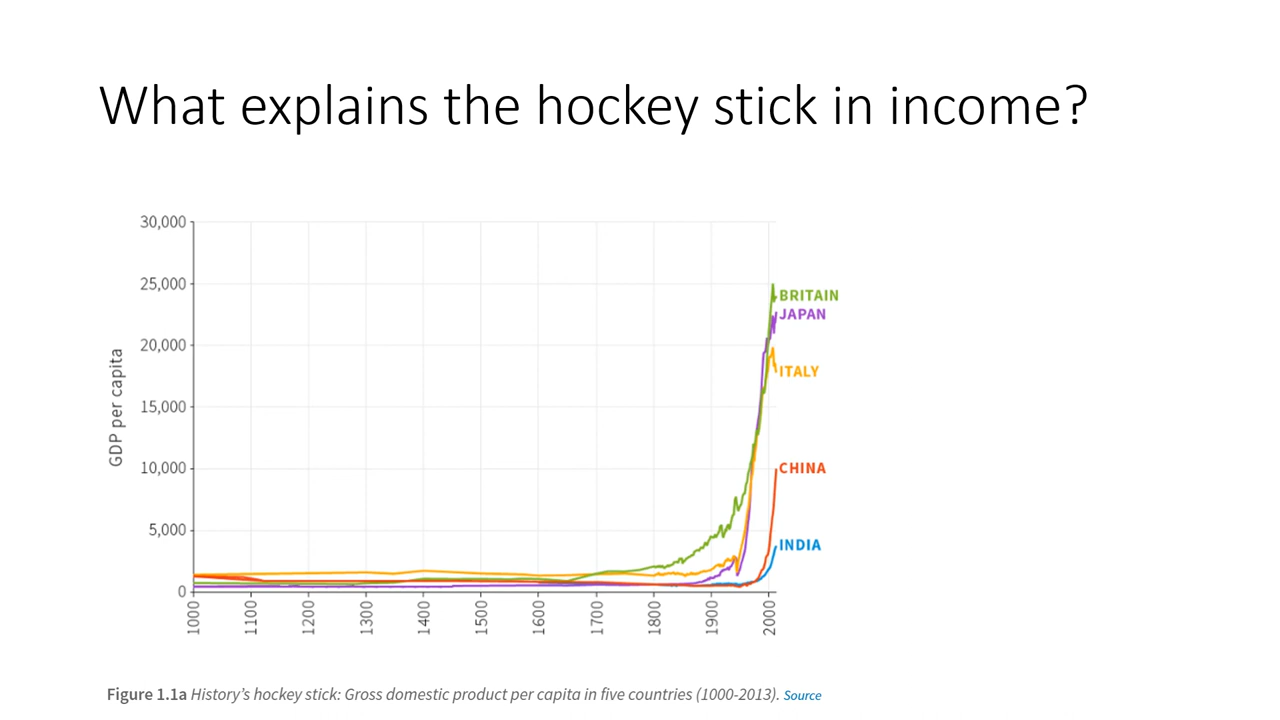 What explains the hockey stick in income?
30,000
25,000
20,000
15,000
10,000
5,000
0
GDP per capita
BRITAIN
JAPAN
ITALY
CHINA
INDIA
1000
1100
1200
1300
1400
1500
1600
1700
1800
1900
2000
Figure 1.1a History’s hockey stick: Gross domestic product per capita in five countries (1000-2013). Source